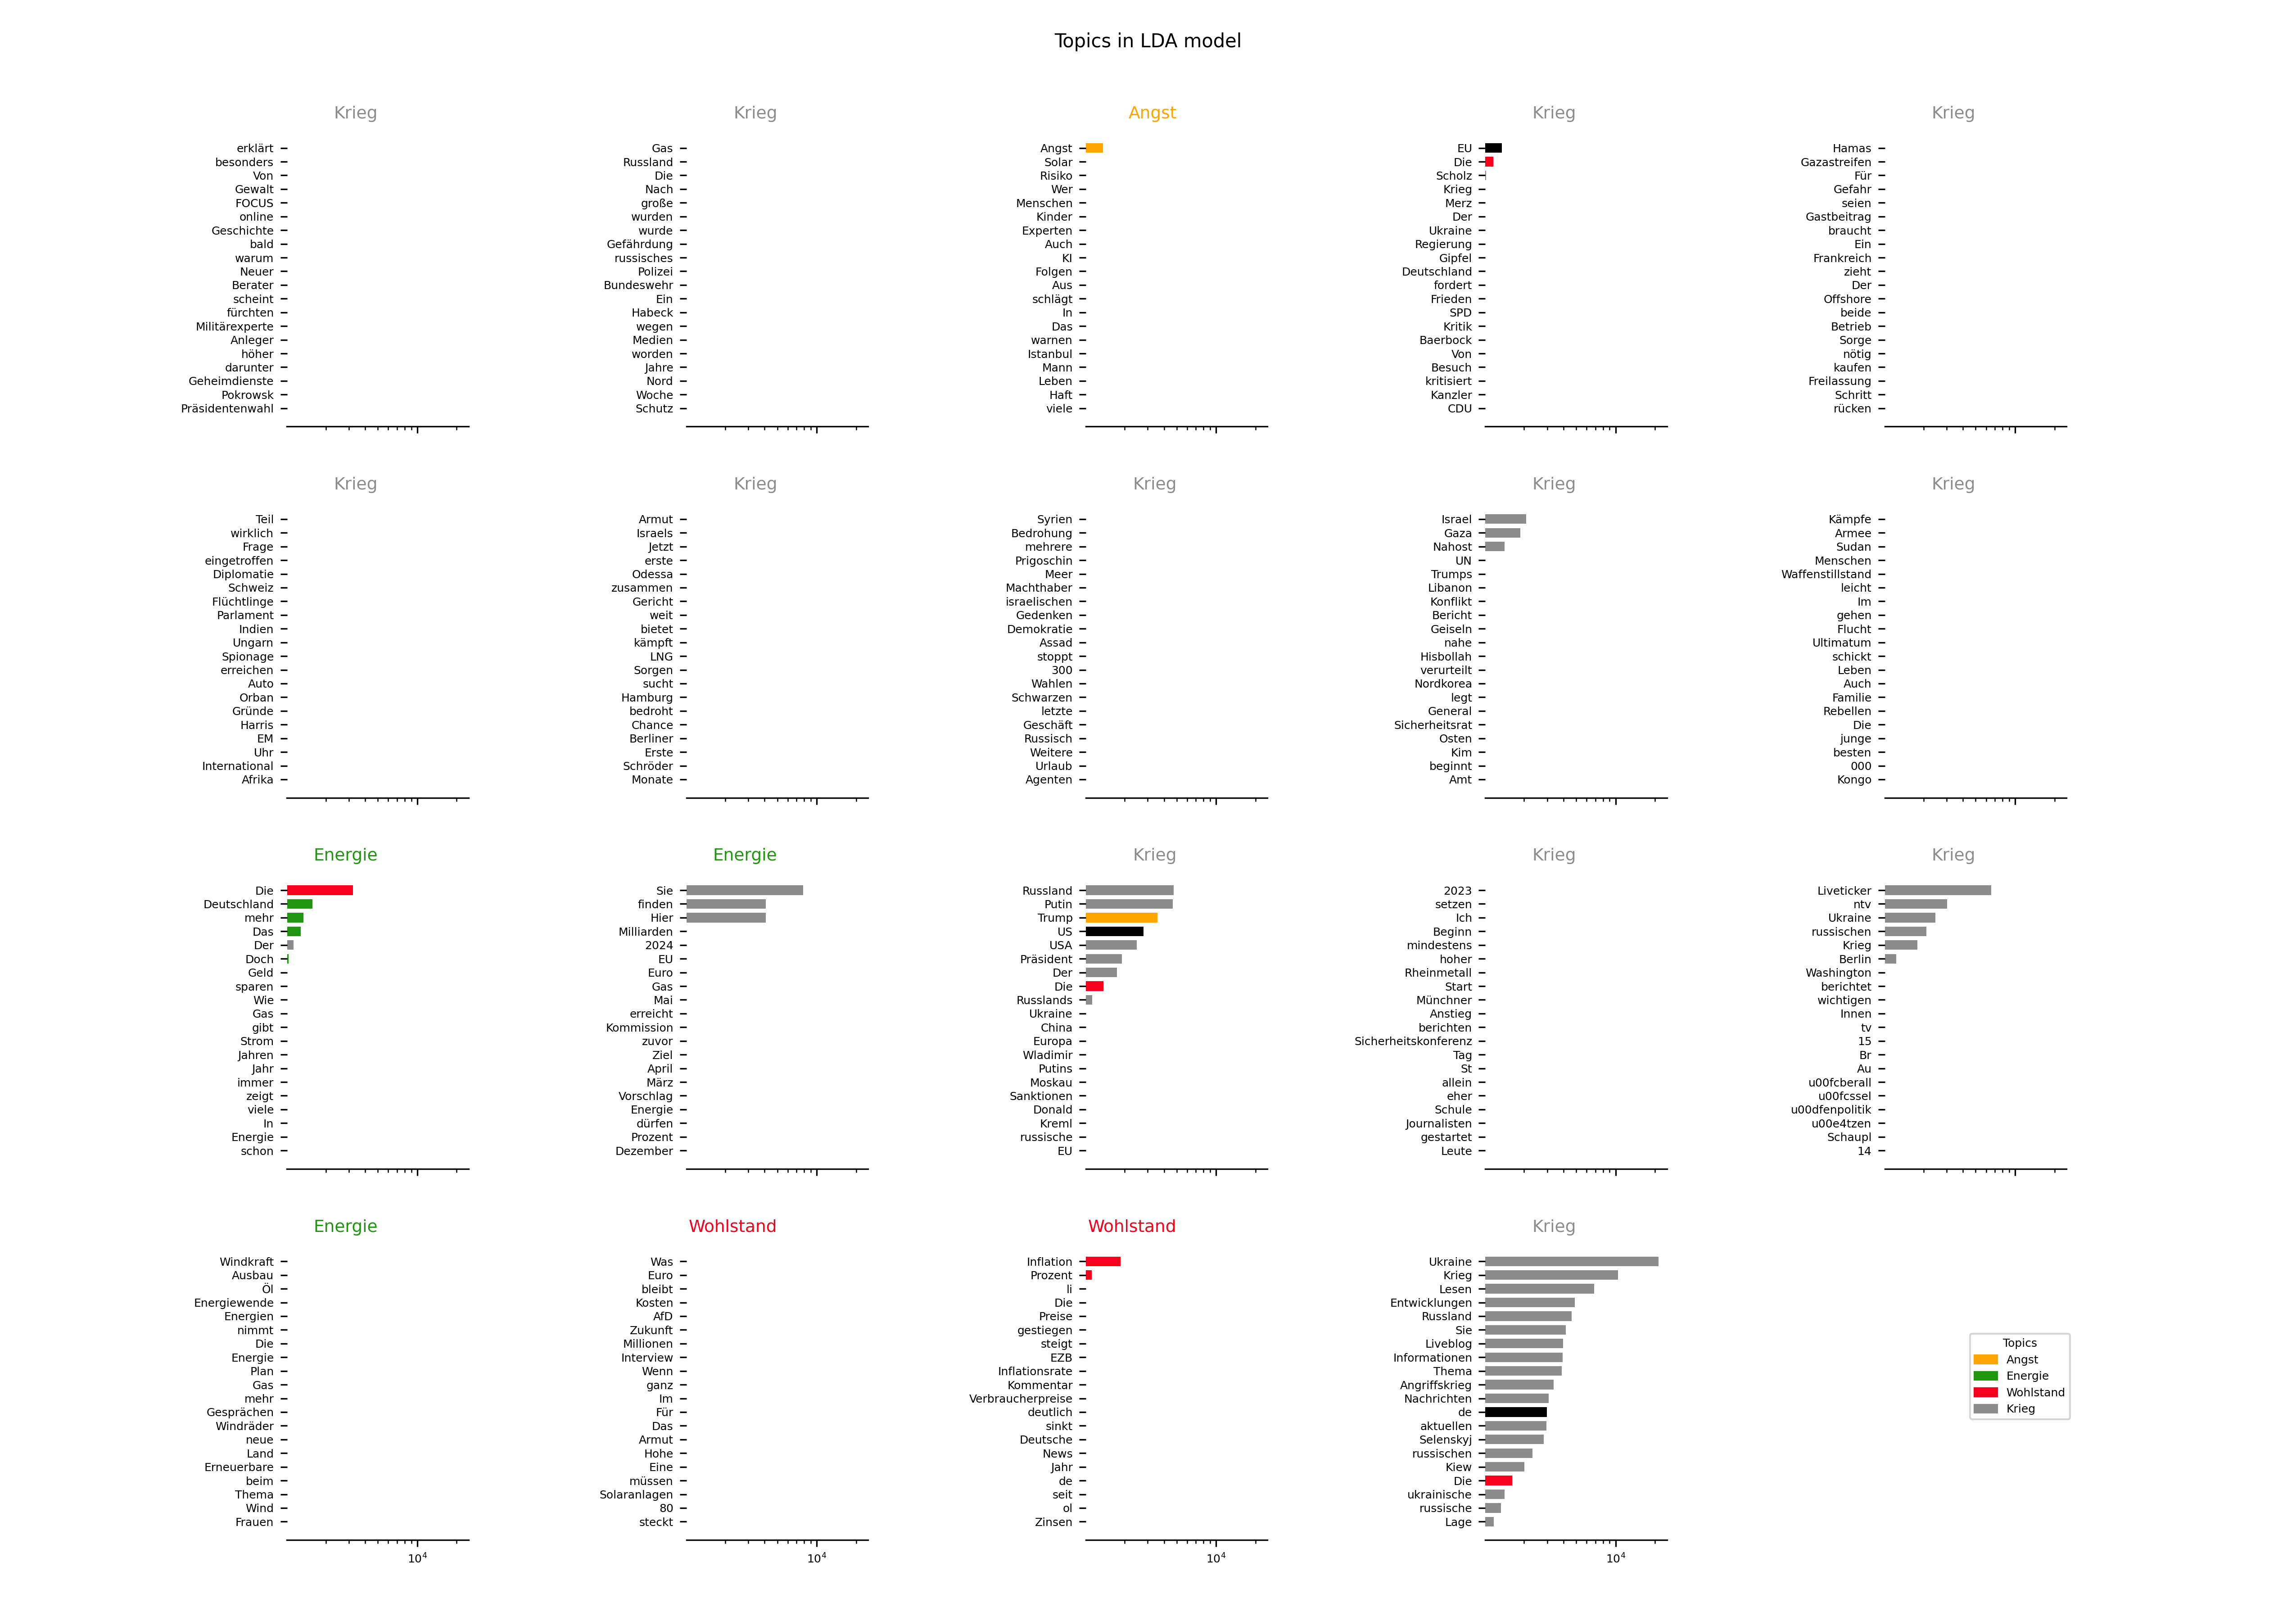 Topics in LDA model
Krieg
erklärt
besonders
Von
Gewalt
FOCUS
online
Geschichte
bald
warum
Neuer
Berater
scheint
fürchten
Militärexperte
Anleger
höher
darunter
Geheimdienste
Pokrowsk
Präsidentenwahl
Krieg
Gas
Russland
Die
Nach
große
wurden
wurde
Gefährdung
russisches
Polizei
Bundeswehr
Ein
Habeck
wegen
Medien
worden
Jahre
Nord
Woche
Schutz
Angst
Angst
Solar
Risiko
Wer
Menschen
Kinder
Experten
Auch
KI
Folgen
Aus
schlägt
In
Das
warnen
Istanbul
Mann
Leben
Haft
viele
Krieg
EU
Die
Scholz
Krieg
Merz
Der
Ukraine
Regierung
Gipfel
Deutschland
fordert
Frieden
SPD
Kritik
Baerbock
Von
Besuch
kritisiert
Kanzler
CDU
Krieg
Hamas
Gazastreifen
Für
Gefahr
seien
Gastbeitrag
braucht
Ein
Frankreich
zieht
Der
Offshore
beide
Betrieb
Sorge
nötig
kaufen
Freilassung
Schritt
rücken
Krieg
Teil
wirklich
Frage
eingetroffen
Diplomatie
Schweiz
Flüchtlinge
Parlament
Indien
Ungarn
Spionage
erreichen
Auto
Orban
Gründe
Harris
EM
Uhr
International
Afrika
Krieg
Armut
Israels
Jetzt
erste
Odessa
zusammen
Gericht
weit
bietet
kämpft
LNG
Sorgen
sucht
Hamburg
bedroht
Chance
Berliner
Erste
Schröder
Monate
Krieg
Syrien
Bedrohung
mehrere
Prigoschin
Meer
Machthaber
israelischen
Gedenken
Demokratie
Assad
stoppt
300
Wahlen
Schwarzen
letzte
Geschäft
Russisch
Weitere
Urlaub
Agenten
Krieg
Israel
Gaza
Nahost
UN
Trumps
Libanon
Konflikt
Bericht
Geiseln
nahe
Hisbollah
verurteilt
Nordkorea
legt
General
Sicherheitsrat
Osten
Kim
beginnt
Amt
Krieg
Kämpfe
Armee
Sudan
Menschen
Waffenstillstand
leicht
Im
gehen
Flucht
Ultimatum
schickt
Leben
Auch
Familie
Rebellen
Die
junge
besten
000
Kongo
Energie
Die
Deutschland
mehr
Das
Der
Doch
Geld
sparen
Wie
Gas
gibt
Strom
Jahren
Jahr
immer
zeigt
viele
In
Energie
schon
Energie
Sie
finden
Hier
Milliarden
2024
EU
Euro
Gas
Mai
erreicht
Kommission
zuvor
Ziel
April
März
Vorschlag
Energie
dürfen
Prozent
Dezember
Krieg
Russland
Putin
Trump
US
USA
Präsident
Der
Die
Russlands
Ukraine
China
Europa
Wladimir
Putins
Moskau
Sanktionen
Donald
Kreml
russische
EU
Krieg
2023
setzen
Ich
Beginn
mindestens
hoher
Rheinmetall
Start
Münchner
Anstieg
berichten
Sicherheitskonferenz
Tag
St
allein
eher
Schule
Journalisten
gestartet
Leute
Krieg
Liveticker
ntv
Ukraine
russischen
Krieg
Berlin
Washington
berichtet
wichtigen
Innen
tv
15
Br
Au
u00fcberall
u00fcssel
u00dfenpolitik
u00e4tzen
Schaupl
14
Energie
Windkraft
Ausbau
Öl
Energiewende
Energien
nimmt
Die
Energie
Plan
Gas
mehr
Gesprächen
Windräder
neue
Land
Erneuerbare
beim
Thema
Wind
Frauen
10⁴
Wohlstand
Was
Euro
bleibt
Kosten
AfD
Zukunft
Millionen
Interview
Wenn
ganz
Im
Für
Das
Armut
Hohe
Eine
müssen
Solaranlagen
80
steckt
10⁴
Wohlstand
Inflation
Prozent
li
Die
Preise
gestiegen
steigt
EZB
Inflationsrate
Kommentar
Verbraucherpreise
deutlich
sinkt
Deutsche
News
Jahr
de
seit
ol
Zinsen
10⁴
Krieg
Ukraine
Krieg
Lesen
Entwicklungen
Russland
Sie
Liveblog
Informationen
Thema
Angriffskrieg
Nachrichten
de
aktuellen
Selenskyj
russischen
Kiew
Die
ukrainische
russische
Lage
10⁴
Topics
Angst
Energie
Wohlstand
Krieg